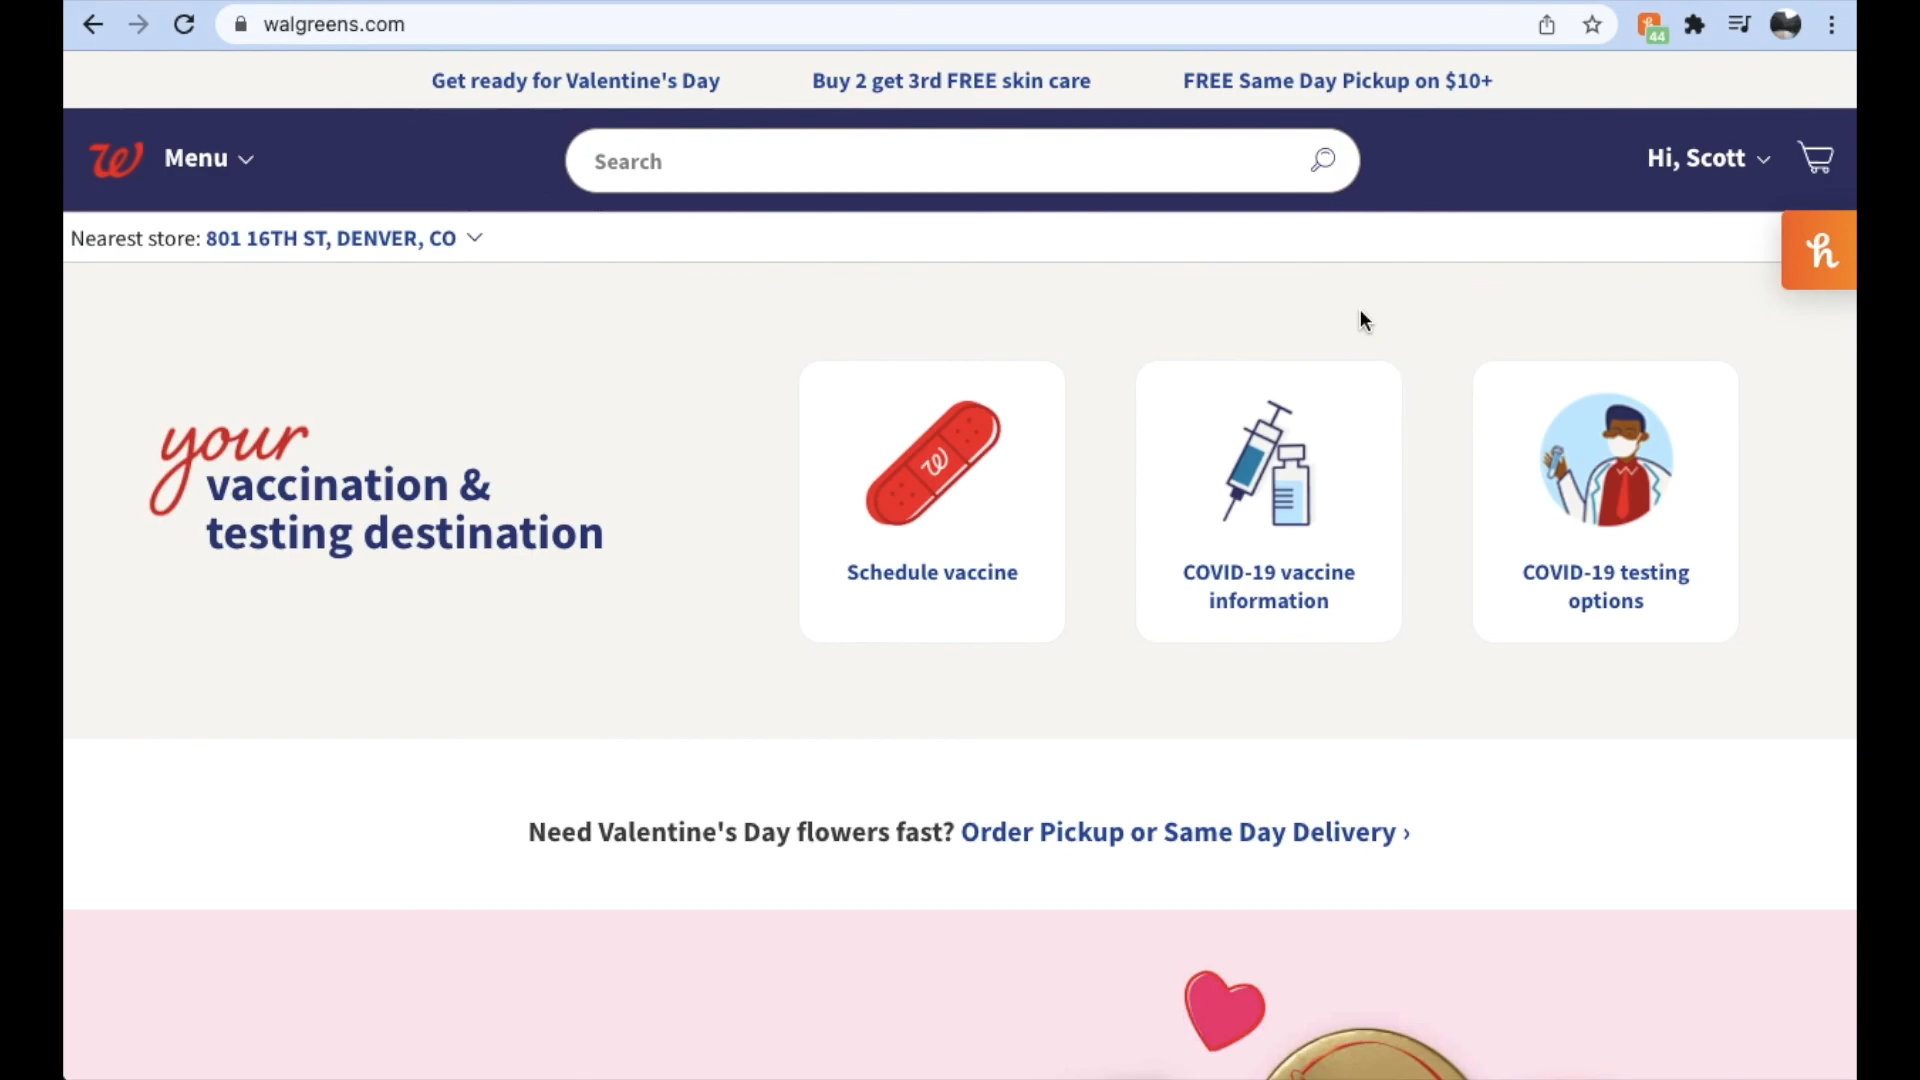 walgreens.com
44
Get ready for Valentine's Day
Buy 2 get 3rd FREE skin care
FREE Same Day Pickup on $10+
W
Menu
Search
Hi, Scott
Nearest store: 801 16TH ST, DENVER, CO
h
your
vaccination &
testing destination
W
Schedule vaccine
COVID-19 vaccine
information
COVID-19 testing
options
Need Valentine's Day flowers fast? Order Pickup or Same Day Delivery ›